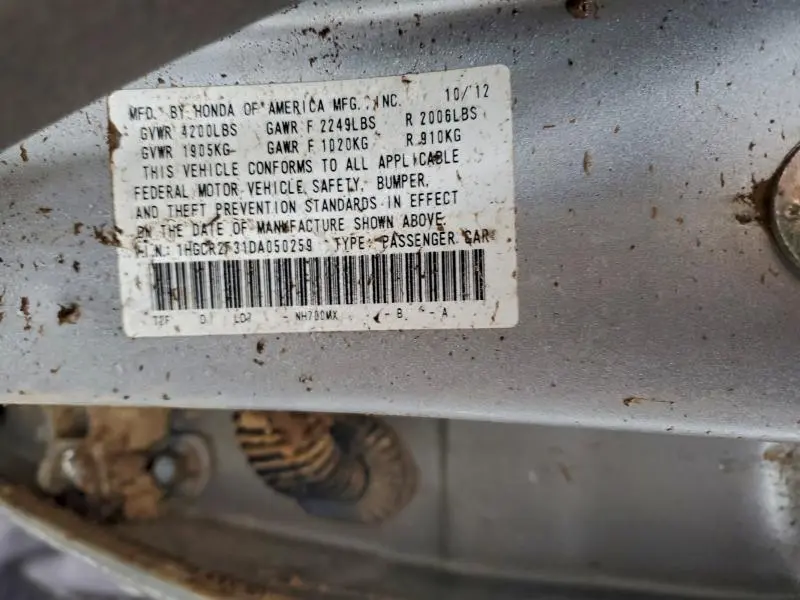 MFD. BY HONDA OF AMERICA MFG. INC. 10/12
GVWR 4200LBS GAWR F 2249LBS R 2006LBS
GVWR 1905KG GAWR F 1020KG R 910KG
THIS VEHICLE CONFORMS TO ALL APPLICABLE
FEDERAL MOTOR VEHICLE SAFETY, BUMPER,
AND THEFT PREVENTION STANDARDS IN EFFECT
ON THE DATE OF MANUFACTURE SHOWN ABOVE.
1HGCR2F31DA050259 TYPE: PASSENGER CAR
T2F NH700MX - B - A